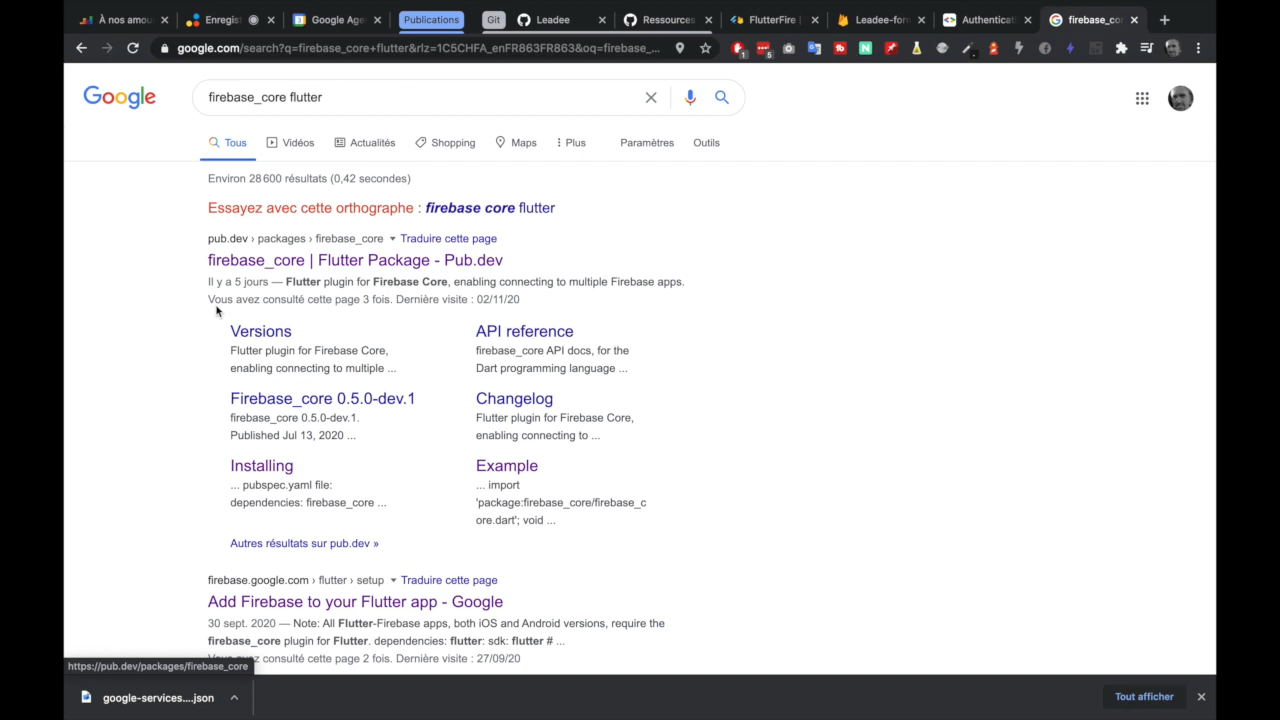 À nos amou
Enregist
Google Age
Publications
Git
Leadee
Ressources
FlutterFire |
Leadee-forn
Authenticati
firebase_co
google.com/search?q=firebase_core+flutter&rlz=1C5CHFA_enFR863FR863&oq=firebase_...
Google
firebase_core flutter
Tous
Vidéos
Actualités
Shopping
Maps
Plus
Paramètres
Outils
Environ 28 600 résultats (0,42 secondes)
Essayez avec cette orthographe : firebase core flutter
pub.dev › packages › firebase_core
Traduire cette page
firebase_core | Flutter Package - Pub.dev
Il y a 5 jours — Flutter plugin for Firebase Core, enabling connecting to multiple Firebase apps.
Vous avez consulté cette page 3 fois. Dernière visite : 02/11/20
Versions
Flutter plugin for Firebase Core,
enabling connecting to multiple ...
API reference
firebase_core API docs, for the
Dart programming language ...
Firebase_core 0.5.0-dev.1
firebase_core 0.5.0-dev.1.
Published Jul 13, 2020 ...
Changelog
Flutter plugin for Firebase Core,
enabling connecting to ...
Installing
... pubspec.yaml file:
dependencies: firebase_core ...
Example
... import
'package:firebase_core/firebase_c
ore.dart'; void ...
Autres résultats sur pub.dev »
firebase.google.com › flutter › setup
Traduire cette page
Add Firebase to your Flutter app - Google
30 sept. 2020 — Note: All Flutter-Firebase apps, both iOS and Android versions, require the
firebase_core plugin for Flutter. dependencies: flutter: sdk: flutter # ...
Vous avez consulté cette page 2 fois. Dernière visite : 27/09/20
https://pub.dev/packages/firebase_core
google-services....json
Tout afficher